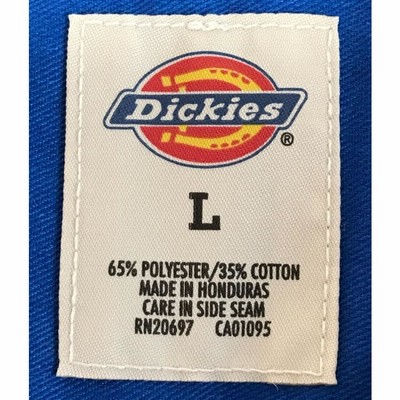 Dickies
®
L
65% POLYESTER/35% COTTON
MADE IN HONDURAS
CARE IN SIDE SEAM
RN20697 CA01095